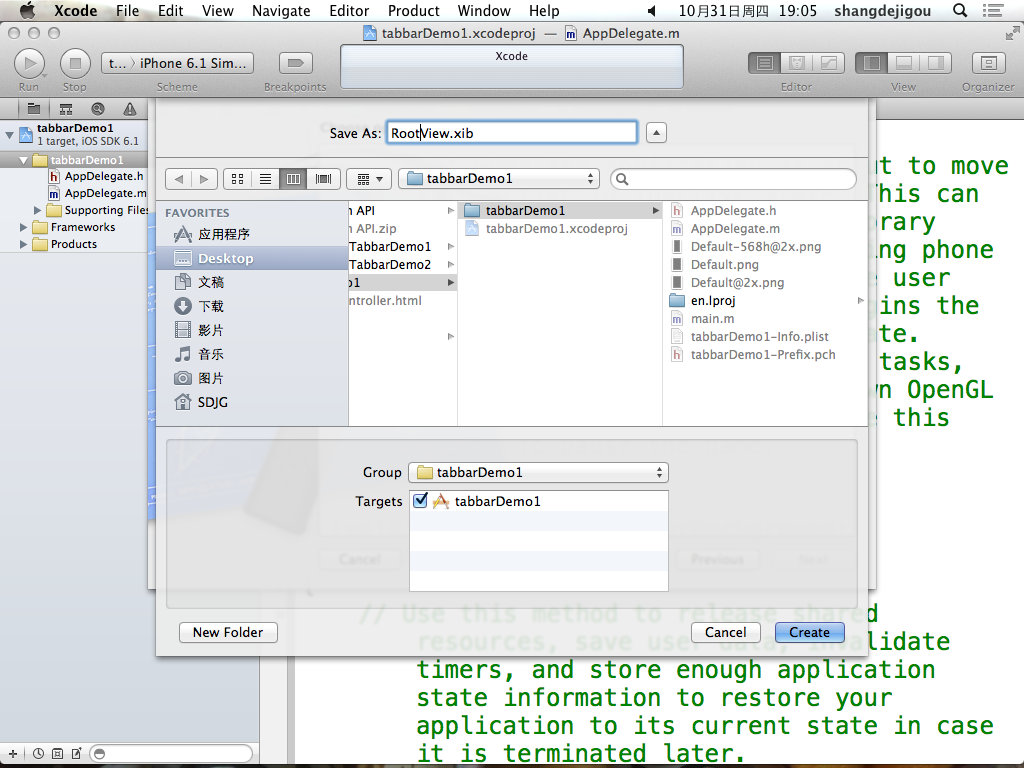 Xcode File Edit View Navigate Editor Product Window Help 10月31日周四 19:05 shangdejigou
tabbarDemo1.xcodeproj — AppDelegate.m
t... 〉 iPhone 6.1 Sim...
Xcode
Run Stop Scheme Breakpoints Editor View Organizer
tabbarDemo1
1 target, iOS SDK 6.1
tabbarDemo1
AppDelegate.h
AppDelegate.m
Supporting Files
Frameworks
Products
Save As: RootView.xib
tabbarDemo1
FAVORITES
应用程序
Desktop
文稿
下载
影片
音乐
图片
SDJG
API
API.zip
TabbarDemo1
TabbarDemo2
o1
ntroller.html
tabbarDemo1
tabbarDemo1.xcodeproj
AppDelegate.h
AppDelegate.m
Default-568h@2x.png
Default.png
Default@2x.png
en.lproj
main.m
tabbarDemo1-Info.plist
tabbarDemo1-Prefix.pch
Group tabbarDemo1
Targets tabbarDemo1
Cancel Previous
New Folder Cancel Create
ut to move
This can
rary
ing phone
user
ins the
te.
tasks,
n OpenGL
this
// Use this method to release shared
resources, save user data, invalidate
timers, and store enough application
state information to restore your
application to its current state in case
it is terminated later.